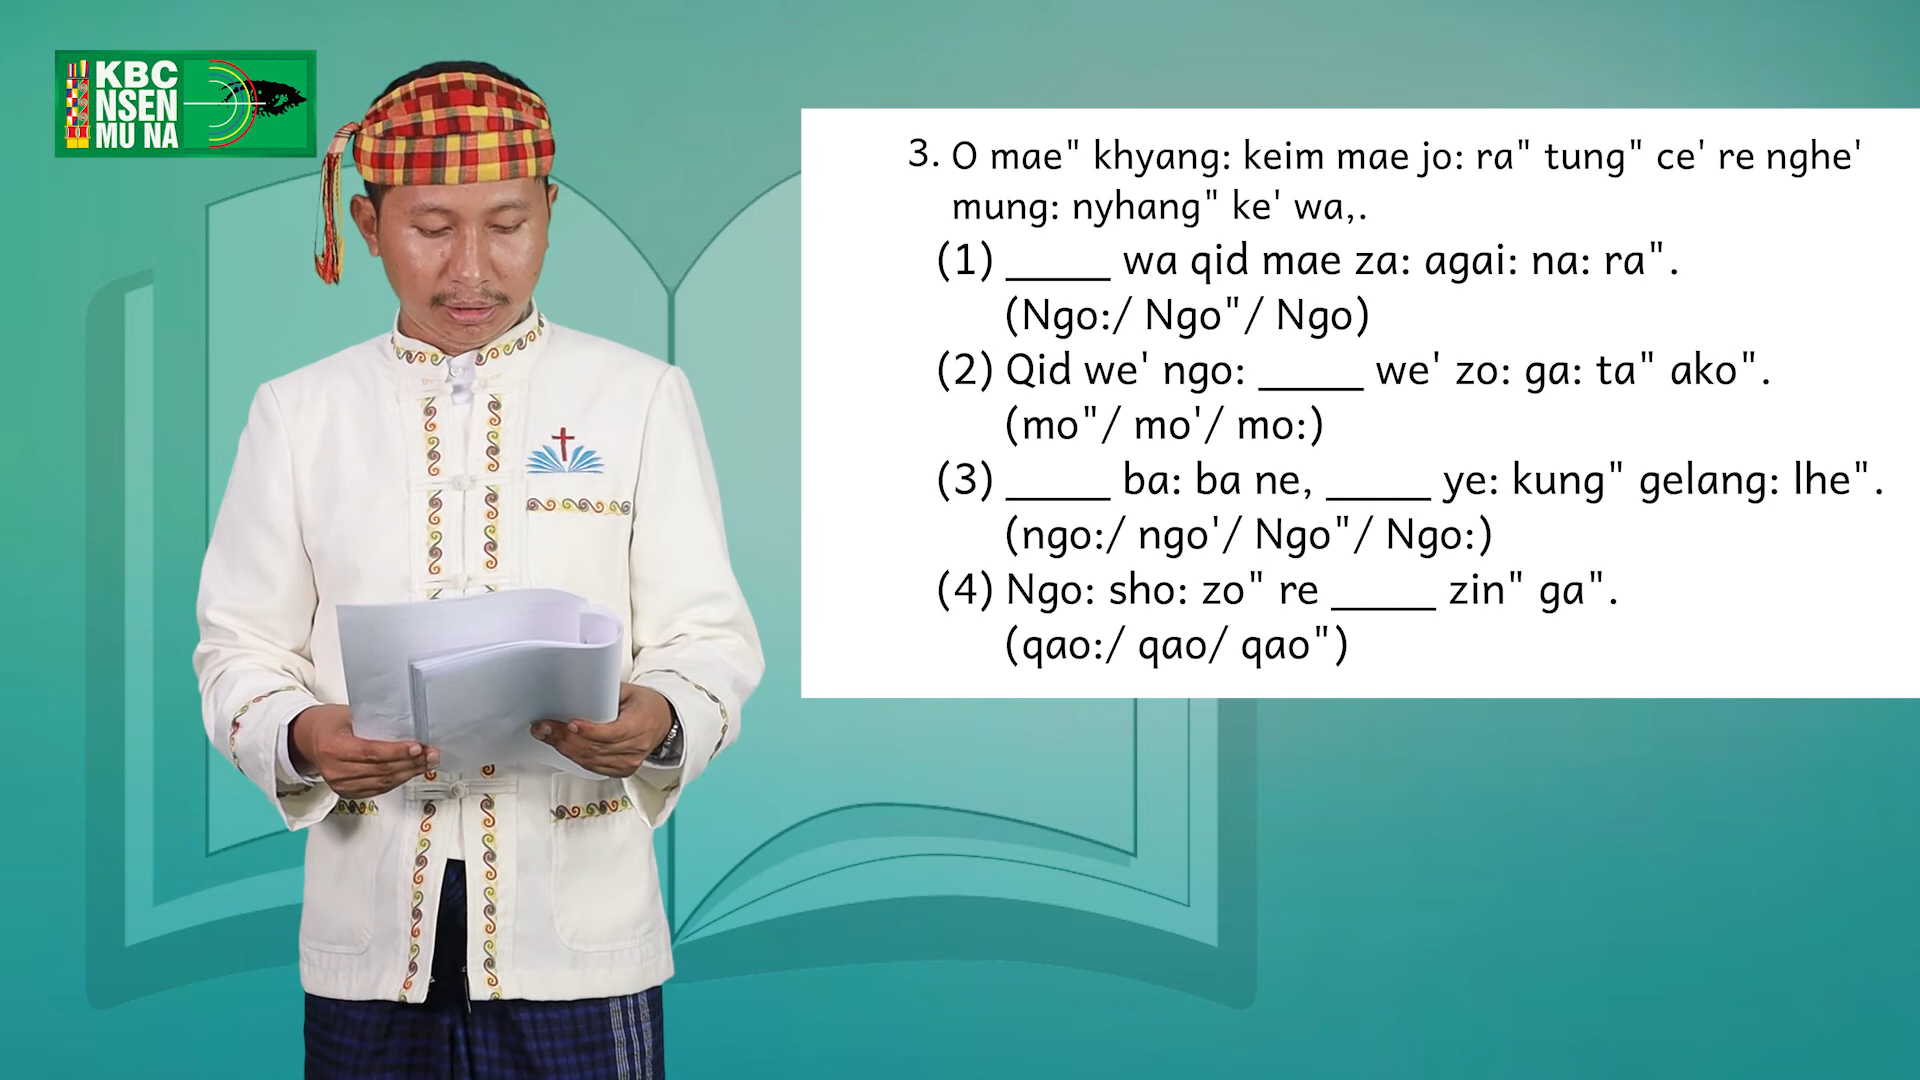 KBC
NSEN
MU NA
3. O mae" khyang: keim mae jo: ra" tung" ce' re nghe'
mung: nyhang" ke' wa,.
(1) _____ wa qid mae za: agai: na: ra".
(Ngo:/ Ngo"/ Ngo)
(2) Qid we' ngo: _____ we' zo: ga: ta" ako".
(mo"/ mo'/ mo:)
(3) _____ ba: ba ne, _____ ye: kung" gelang: lhe".
(ngo:/ ngo'/ Ngo"/ Ngo:)
(4) Ngo: sho: zo" re _____ zin" ga".
(qao:/ qao/ qao")